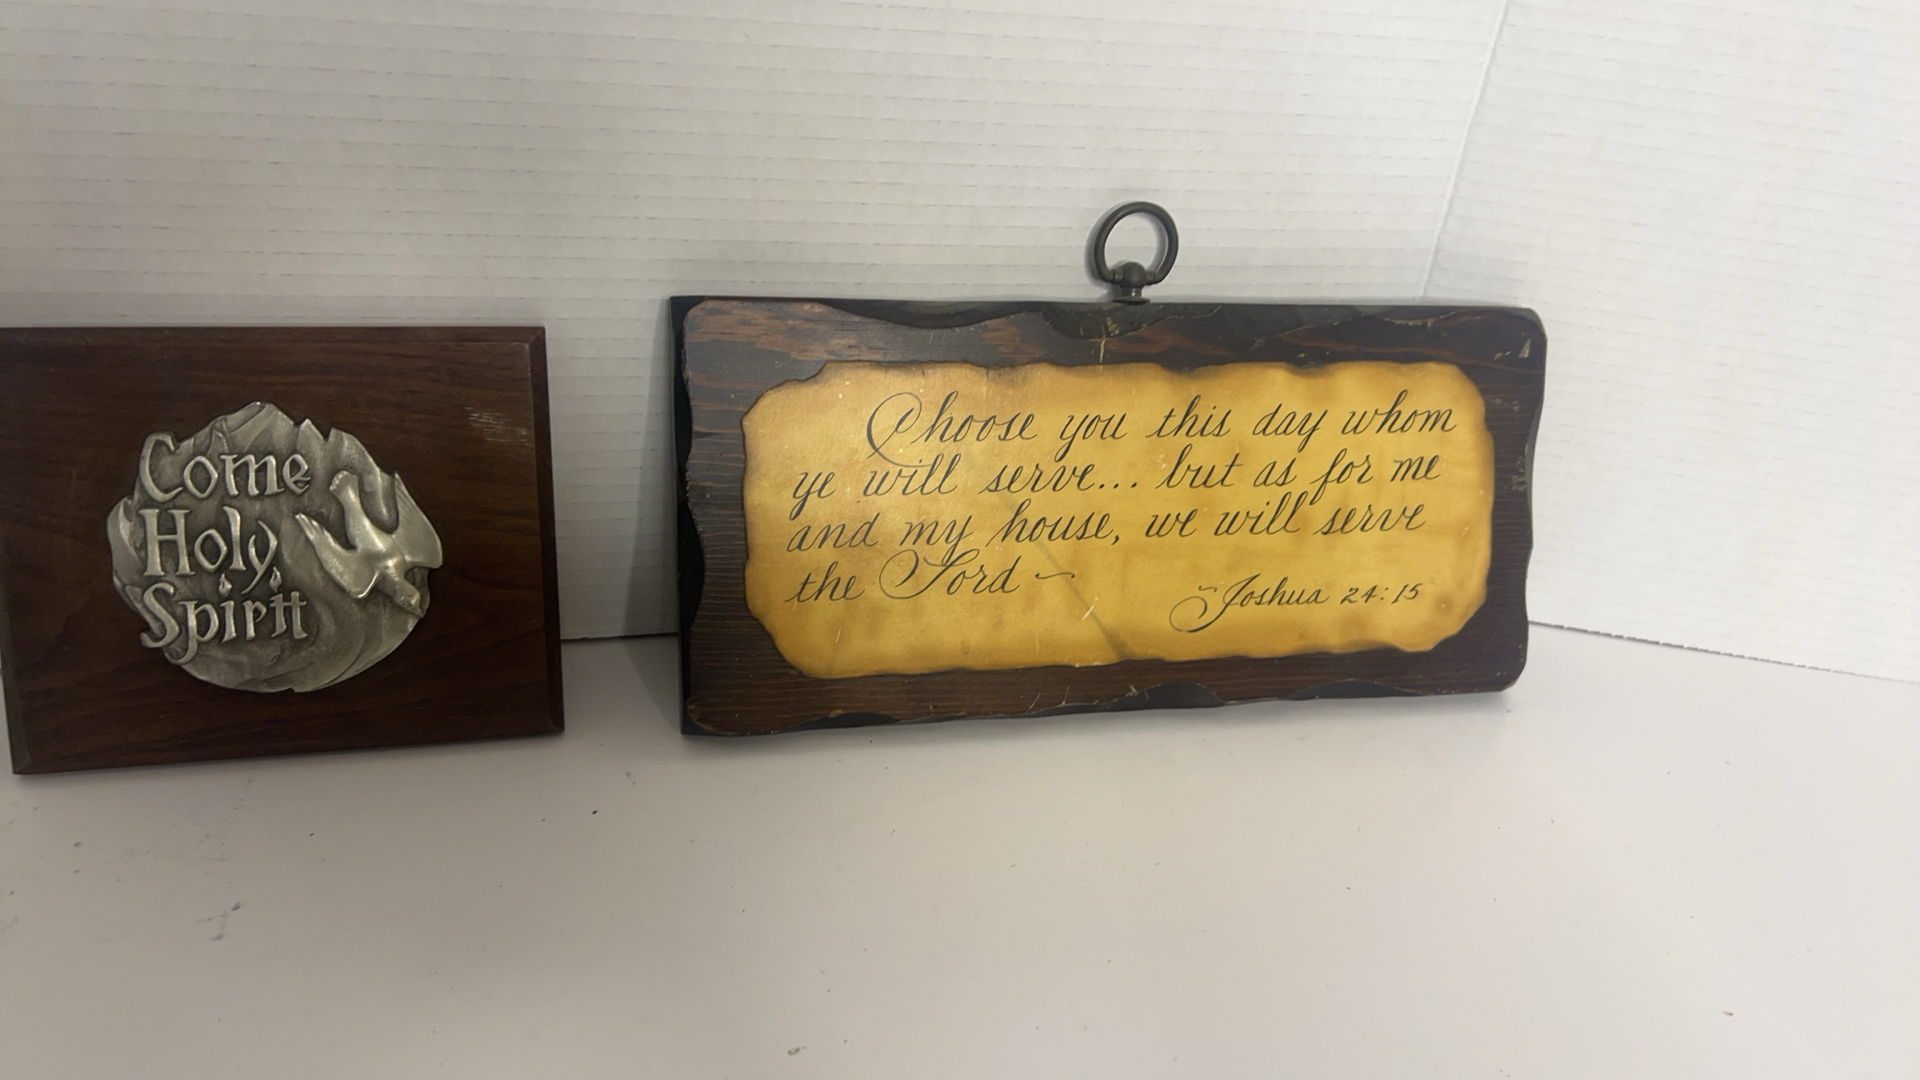 Come
Holy
Spirit
Choose you this day whom
ye will serve... but as for me
and my house, we will serve
the Lord ~
~Joshua 24:15